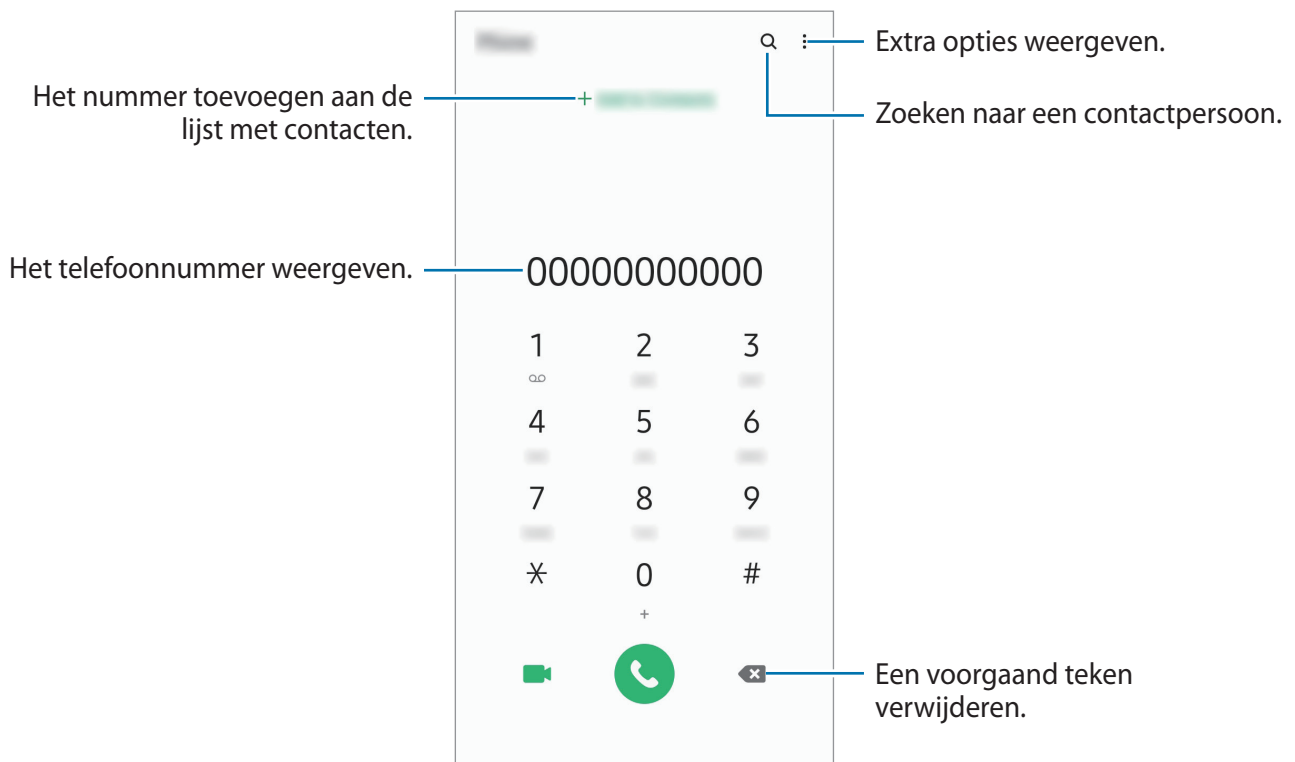 Extra opties weergeven.
Het nummer toevoegen aan de
lijst met contacten.
+
Zoeken naar een contactpersoon.
Het telefoonnummer weergeven.
00000000000
1 2 3
4 5 6
7 8 9
* 0 #
+
Een voorgaand teken
verwijderen.